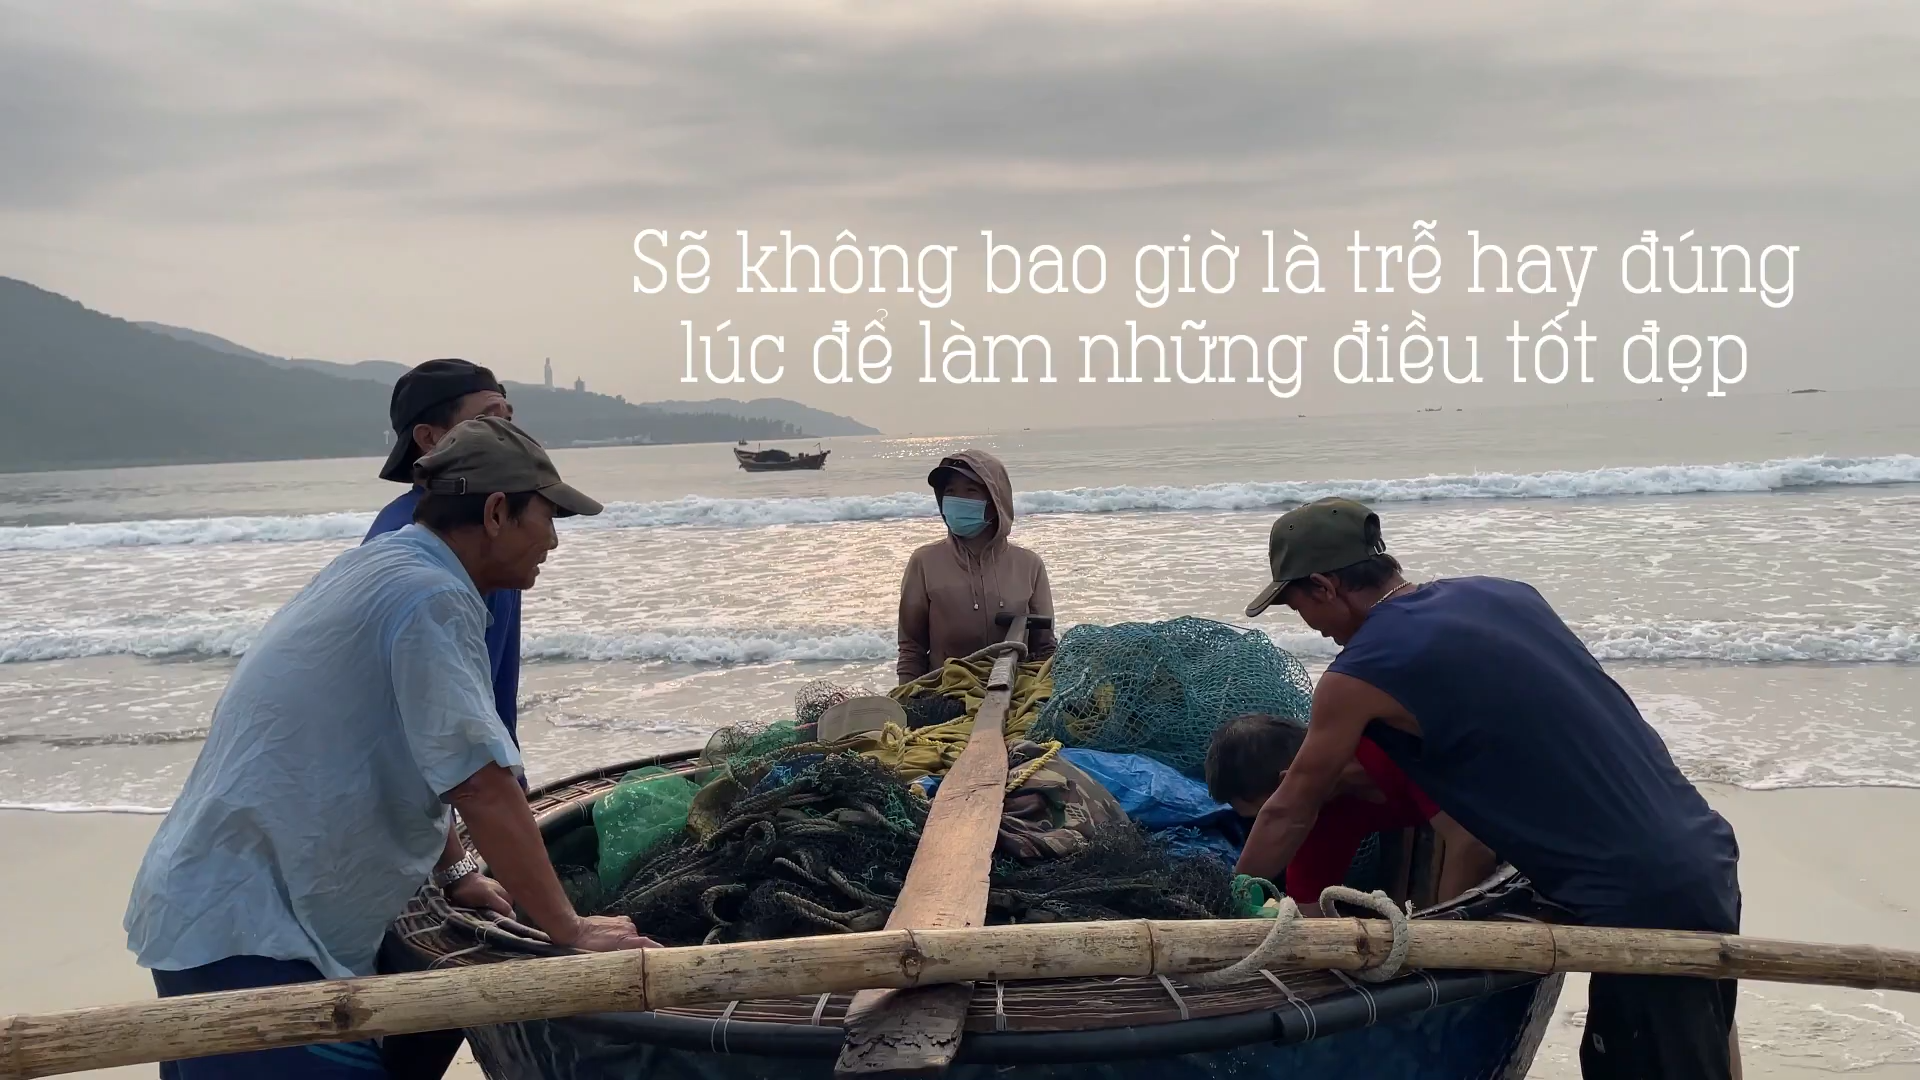 Sẽ không bao giờ là trễ hay đúng
lúc để làm những điều tốt đẹp